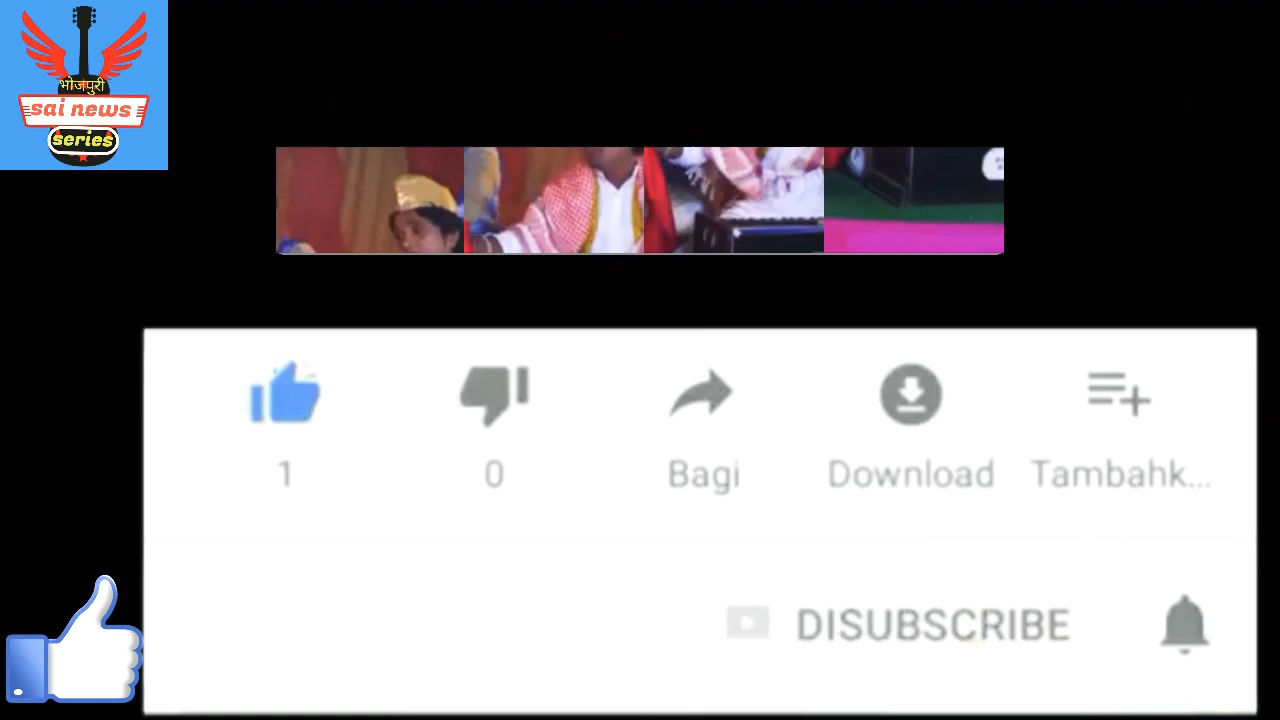 भोजपुरी
sai news
series
1
0
Bagi
Download
Tambahk...
DISUBSCRIBE